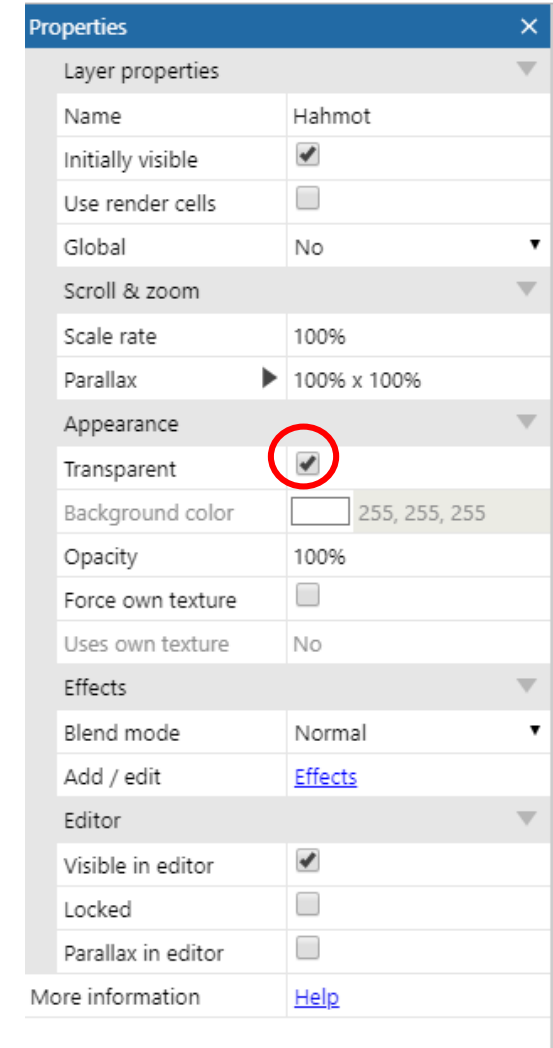 Properties
Layer properties
Name Hahmot
Initially visible
Use render cells
Global No
Scroll & zoom
Scale rate 100%
Parallax 100% x 100%
Appearance
Transparent
Background color 255, 255, 255
Opacity 100%
Force own texture
Uses own texture No
Effects
Blend mode Normal
Add / edit Effects
Editor
Visible in editor
Locked
Parallax in editor
More information Help